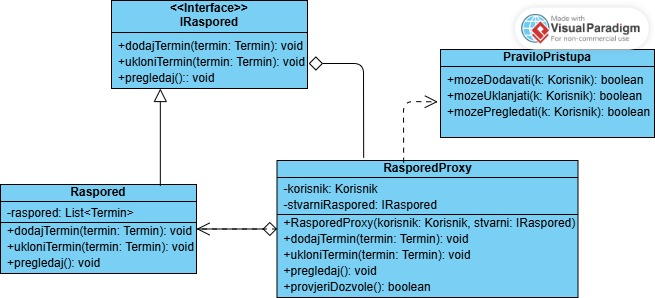 <<Interface>>
IRaspored
+dodajTermin(termin: Termin): void
+ukloniTermin(termin: Termin): void
+pregledaj():: void
Made with
VisualParadigm
For non-commercial use
PraviloPristupa
+mozeDodavati(k: Korisnik): boolean
+mozeUklanjati(k: Korisnik): boolean
+mozePregledati(k: Korisnik): boolean
Raspored
-raspored: List<Termin>
+dodajTermin(termin: Termin): void
+ukloniTermin(termin: Termin): void
+pregledaj(): void
RasporedProxy
-korisnik: Korisnik
-stvarniRaspored: IRaspored
+RasporedProxy(korisnik: Korisnik, stvarni: IRaspored)
+dodajTermin(termin: Termin): void
+ukloniTermin(termin: Termin): void
+pregledaj(): void
+provjeriDozvole(): boolean